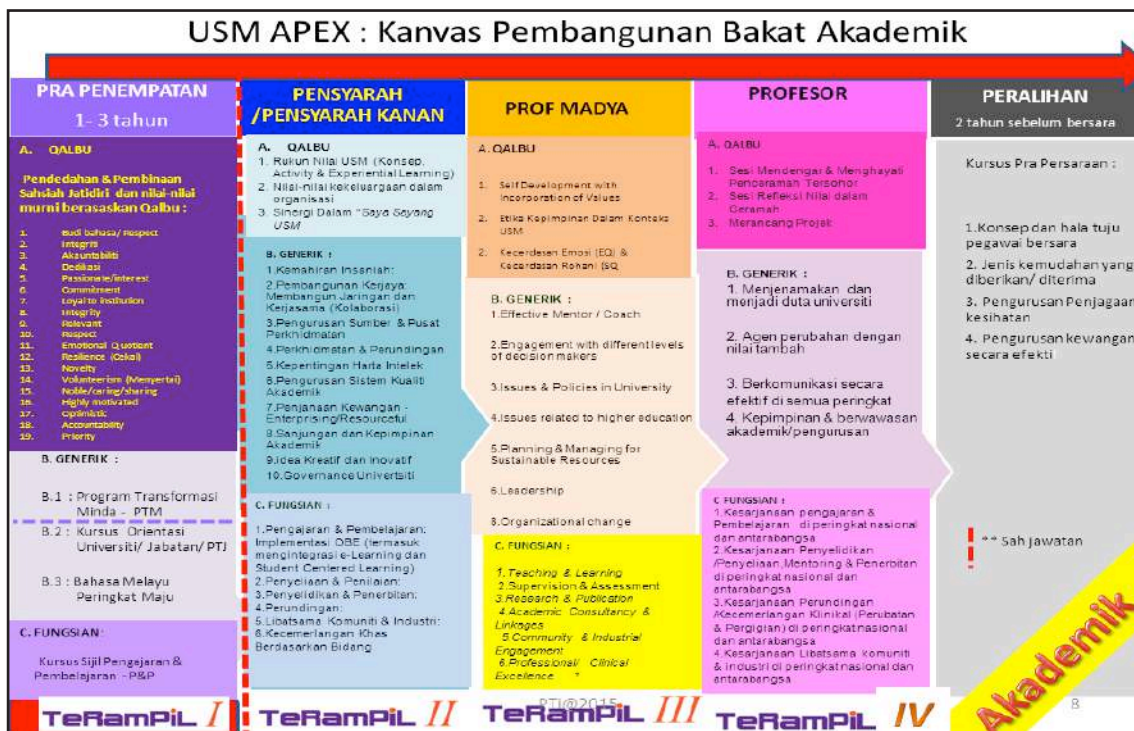 USM APEX : Kanvas Pembangunan Bakat Akademik
PRA PENEMPATAN
1- 3 tahun
A. QALBU
Pendedahan & Pembinaan
Sahsiah Jatidiri dan nilai-nilai
murni berasaskan Qalbu :
1. Budi bahasa/ Respect
2. Integriti
3. Akauntabiliti
4. Dedikasi
5. Passionate/interest
6. Commitment
7. Loyal to institution
8. Integrity
9. Relevant
10. Respect
11. Emotional Quotient
12. Resilience (Cekal)
13. Novelty
14. Volunteerism (Menyertai)
15. Noble/caring/sharing
16. Highly motivated
17. Optimistic
18. Accountability
19. Priority
B. GENERIK :
B.1 : Program Transformasi
Minda - PTM
B.2 : Kursus Orientasi
Universiti/ Jabatan/ PTJ
B.3 : Bahasa Melayu
Peringkat Maju
C. FUNGSIAN:
Kursus Sijil Pengajaran &
Pembelajaran -P&P
TeRamPiL I
PENSYARAH
/PENSYARAH KANAN
A. QALBU
1. Rukun Nilai USM (Konsep,
Activity & Experiential Learning)
2. Nilai-nilai kekeluargaan dalam
organisasi
3. Sinergi Dalam "Saya Sayang
USM
B. GENERIK :
1.Kemahiran Insaniah:
2.Pembangunan Kerjaya:
Membangun Jaringan dan
Kerjasama (Kolaborasi)
3.Pengurusan Sumber & Pusat
Perkhidmatan
4.Perkhidmatan & Perundingan
5.Kepentingan Harta Intelek
6.Pengurusan Sistem Kualiti
Akademik
7.Penjanaan Kewangan -
Enterprising/Resourceful
8.Sanjungan dan Kepimpinan
Akademik
9.Idea Kreatif dan Inovatif
10.Governance Univertsiti
C. FUNGSIAN :
1.Pengajaran & Pembelajaran:
Implementasi OBE (termasuk
mengintegrasi e-Learning dan
Student Centered Learning)
2.Penyeliaan & Penilaian:
3.Penyelidikan & Penerbitan:
4.Perundingan:
5.Libatsama Komuniti & Industri:
6.Kecemerlangan Khas
Berdasarkan Bidang
TeRamPiL II
PROF MADYA
A. QALBU
1. Self Development with
Incorporation of Values
2. Etika Kepimpinan Dalam Konteks
USM
2. Kecerdasan Emosi (EQ) &
Kecerdasan Rohani (SQ
B. GENERIK :
1.Effective Mentor / Coach
2.Engagement with different levels
of decision makers
3.Issues & Policies in University
4.Issues related to higher education
5.Planning & Managing for
Sustainable Resources
6.Leadership
8.Organizational change
C. FUNGSIAN :
1. Teaching & Learning
2.Supervision & Assessment
3.Research & Publication
4.Academic Consultancy &
Linkages
5.Community & Industrial
Engagement
6.Professional/ Clinical
Excellence *
TeRamPiL III
PTJ@2015
PROFESOR
A. QALBU
1. Sesi Mendengar & Menghayati
Penceramah Tersohor
2. Sesi Refleksi Nilai dalam
Ceramah
3. Merancang Projek
B. GENERIK :
1. Menjenamakan dan
menjadi duta universiti
2. Agen perubahan dengan
nilai tambah
3. Berkomunikasi secara
efektif di semua peringkat
4. Kepimpinan & berwawasan
akademik/pengurusan
C FUNGSIAN :
1.Kesarjanaan pengajaran &
Pembelajaran di peringkat nasional
dan antarabangsa
2.Kesarjanaan Penyelidikan
/Penyeliaan,Mentoring & Penerbitan
di peringkat nasional dan
antarabangsa
3.Kesarjanaan Perundingan
/Kecemerlangan Klinikal (Perubatan
& Pergigian) di peringkat nasional
dan antarabangsa
4.Kesarjanaan Libatsama komuniti
& industri di peringkat nasional dan
antarabangsa
TeRamPiL IV
PERALIHAN
2 tahun sebelum bersara
Kursus Pra Persaraan :
1.Konsep dan hala tuju
pegawai bersara
2. Jenis kemudahan yang
diberikan/ diterima
3. Pengurusan Penjagaan
kesihatan
4. Pengurusan kewangan
secara efekti
** Sah jawatan
Akademik
8